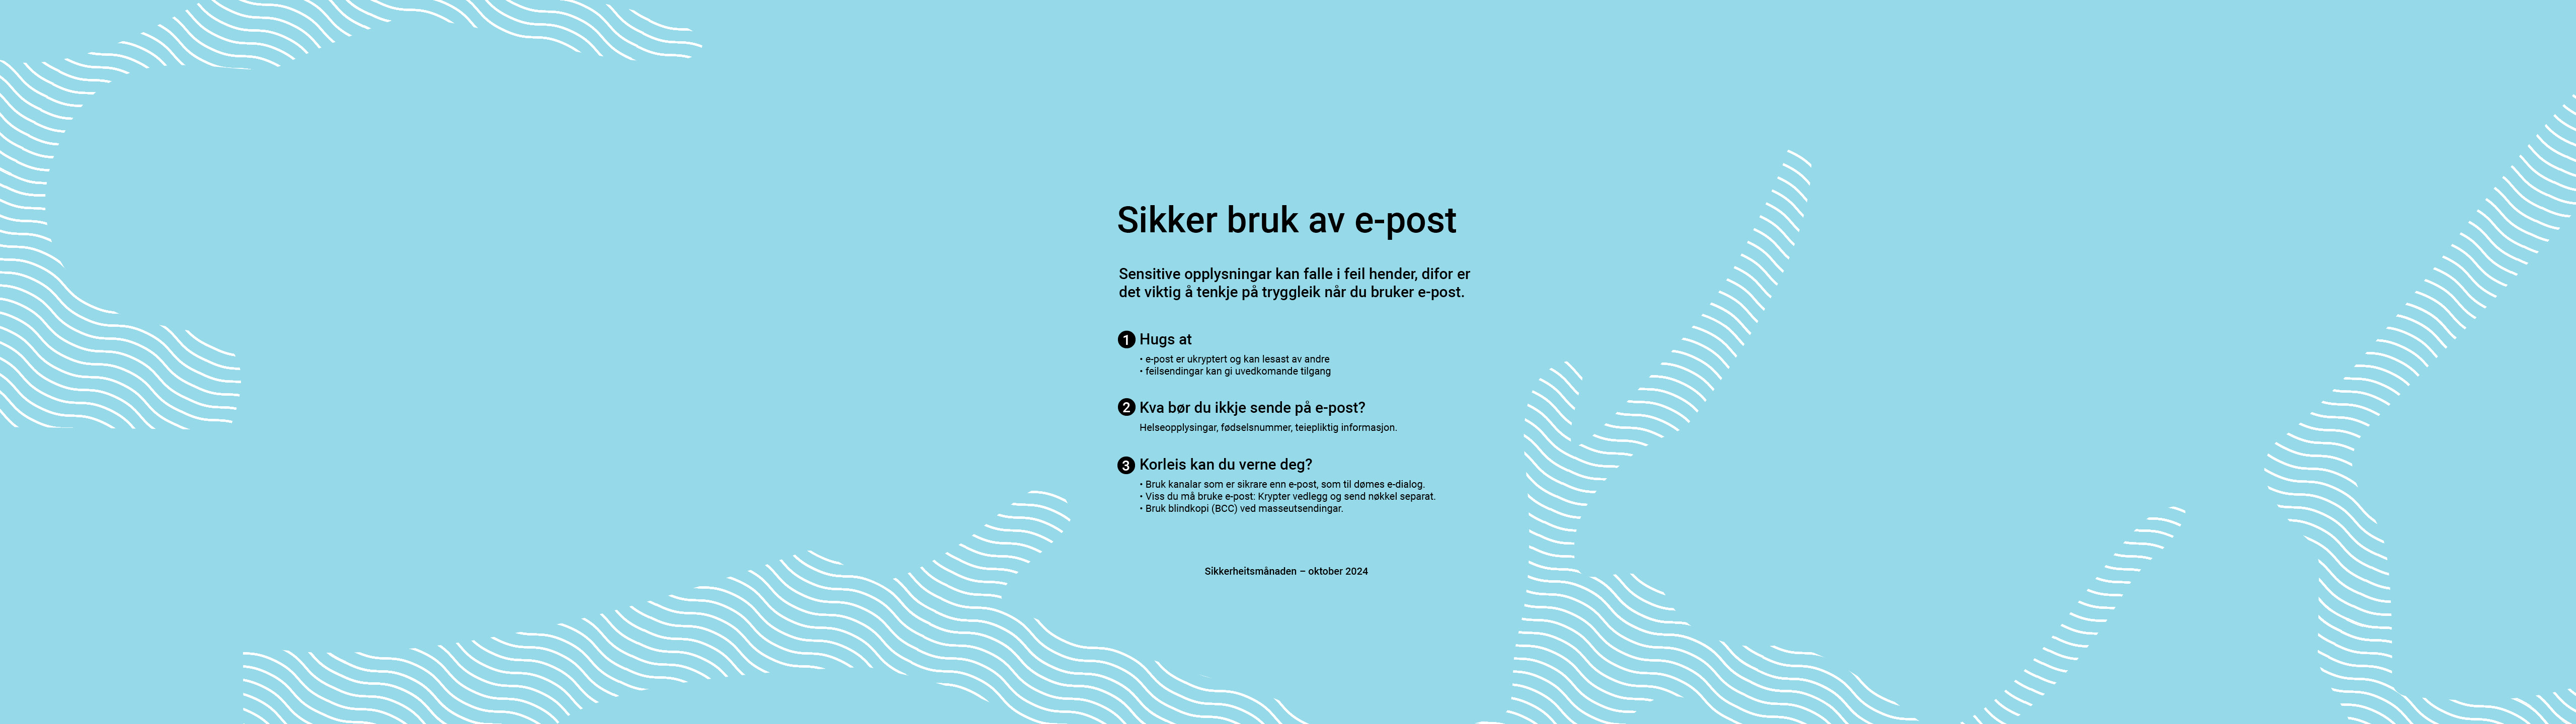 Sikker bruk av e-post
Sensitive opplysningar kan falle i feil hender, difor er
det viktig å tenkje på tryggleik når du bruker e-post.
1 Hugs at
• e-post er ukryptert og kan lesast av andre
• feilsendingar kan gi uvedkomande tilgang
2 Kva bør du ikkje sende på e-post?
Helseopplysingar, fødselsnummer, teiepliktig informasjon.
3 Korleis kan du verne deg?
• Bruk kanalar som er sikrare enn e-post, som til dømes e-dialog.
• Viss du må bruke e-post: Krypter vedlegg og send nøkkel separat.
• Bruk blindkopi (BCC) ved masseutsendingar.
Sikkerheitsmånaden – oktober 2024